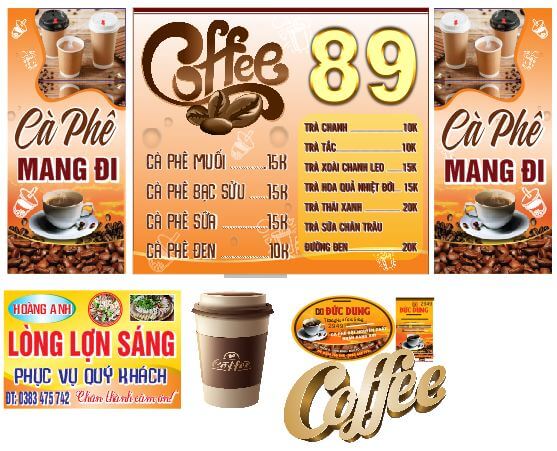 Cà Phê
MANG ĐI
Coffee
89
CÀ PHÊ MUỐI 15K
CÀ PHÊ BẠC SỬU 15K
CÀ PHÊ SỮA 15K
CÀ PHÊ ĐEN 10K
TRÀ CHANH 10K
TRÀ TẮC 10K
TRÀ XOÀI CHANH LEO 15K
TRÀ HOA QUẢ NHIỆT ĐỚI 15K
TRÀ THÁI XANH 20K
TRÀ SỮA CHÂN TRÂU
ĐƯỜNG ĐEN 20K
Cà Phê
MANG ĐI
HOÀNG ANH
LÒNG LỢN SÁNG
PHỤC VỤ QUÝ KHÁCH
ĐT: 0383 475 742 Chân thành cảm ơn!
Coffee
ĐỨC DUNG
2949
2949
ĐỨC DUNG
Coffee